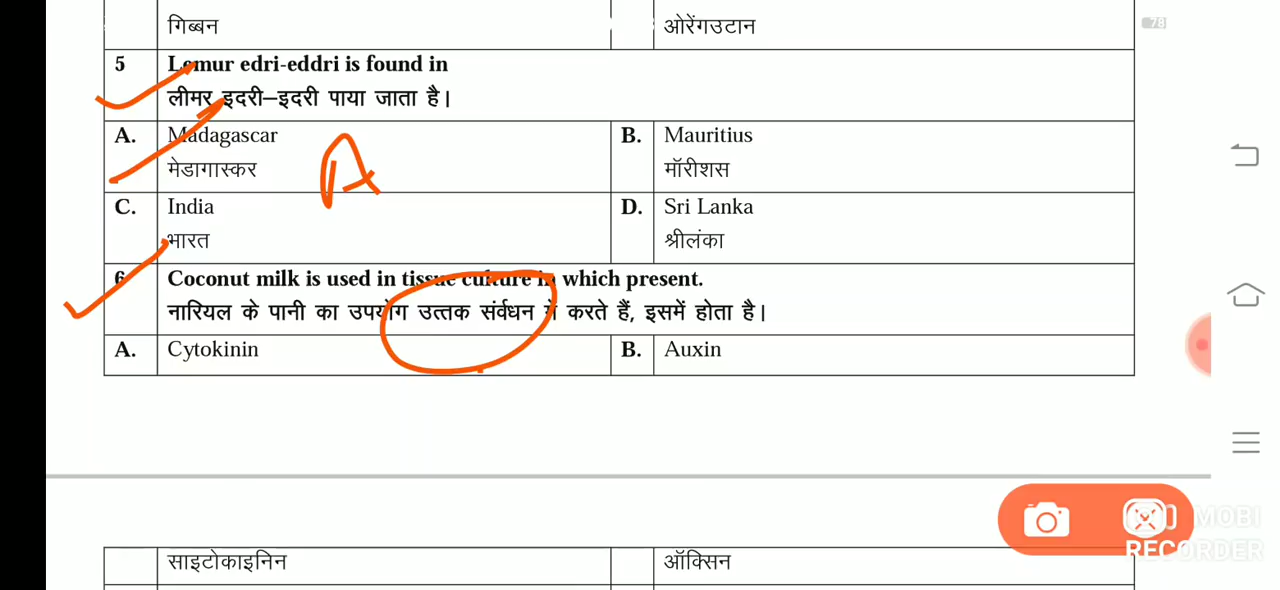 गिब्बन ओरेंगउटान
78
5 Lemur edri-eddri is found in
लीमर इदरी–इदरी पाया जाता है।
A. Madagascar B. Mauritius
मेडागास्कर मॉरीशस
A
C. India D. Sri Lanka
भारत श्रीलंका
6 Coconut milk is used in tissue culture in which present.
नारियल के पानी का उपयोग उत्तक संर्वधन में करते हैं, इसमें होता है।
A. Cytokinin B. Auxin
MOBI
RECORDER
साइटोकाइनिन ऑक्सिन